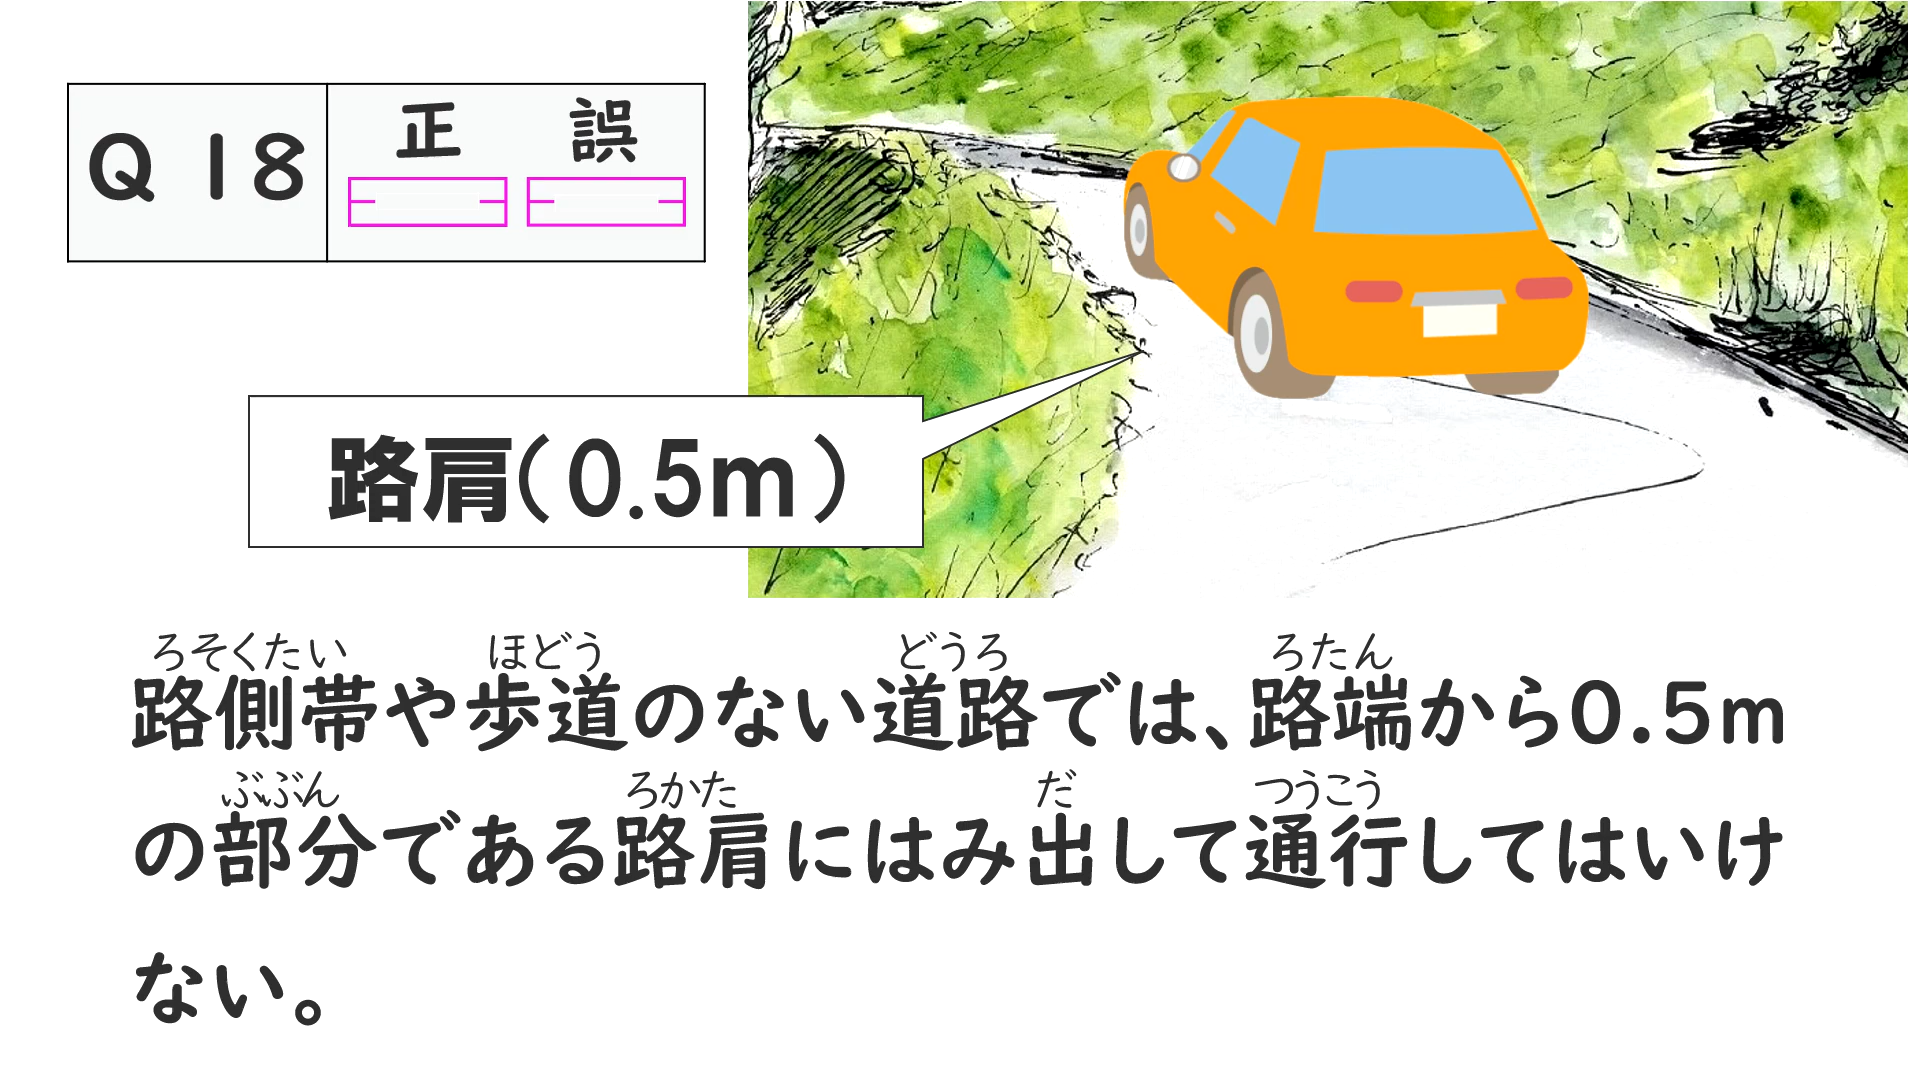 Q 18
正 誤
路肩(0.5m)
ろそくたい ほどう どうろ ろたん
路側帯や歩道のない道路では、路端から0.5m
ぶぶん ろかた だ つうこう
の部分である路肩にはみ出して通行してはいけ
ない。